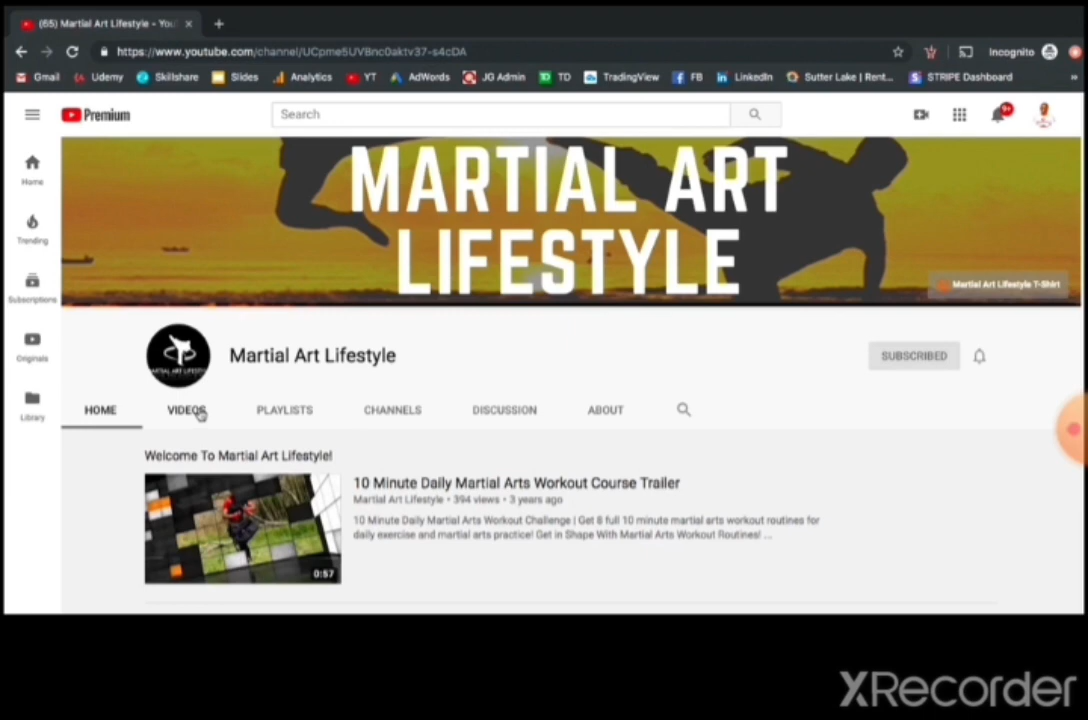 (65) Martial Art Lifestyle - You
https://www.youtube.com/channel/UCpme5UVBnc0aktv37-s4cDA
Incognito
Gmail Udemy Skillshare Slides Analytics YT AdWords JG Admin TD TradingView FB LinkedIn Sutter Lake | Rent... STRIPE Dashboard »
Premium
Search
9+
Home
Trending
Subscriptions
Originals
Library
MARTIAL ART
LIFESTYLE
Martial Art Lifestyle T-Shirt
MARTIAL ART LIFESTYLE
Martial Art Lifestyle
SUBSCRIBED
HOME VIDEOS PLAYLISTS CHANNELS DISCUSSION ABOUT
Welcome To Martial Art Lifestyle!
10 Minute Daily Martial Arts Workout Course Trailer
Martial Art Lifestyle • 394 views • 3 years ago
10 Minute Daily Martial Arts Workout Challenge | Get 8 full 10 minute martial arts workout routines for
daily exercise and martial arts practice! Get in Shape With Martial Arts Workout Routines! ...
0:57
XRecorder